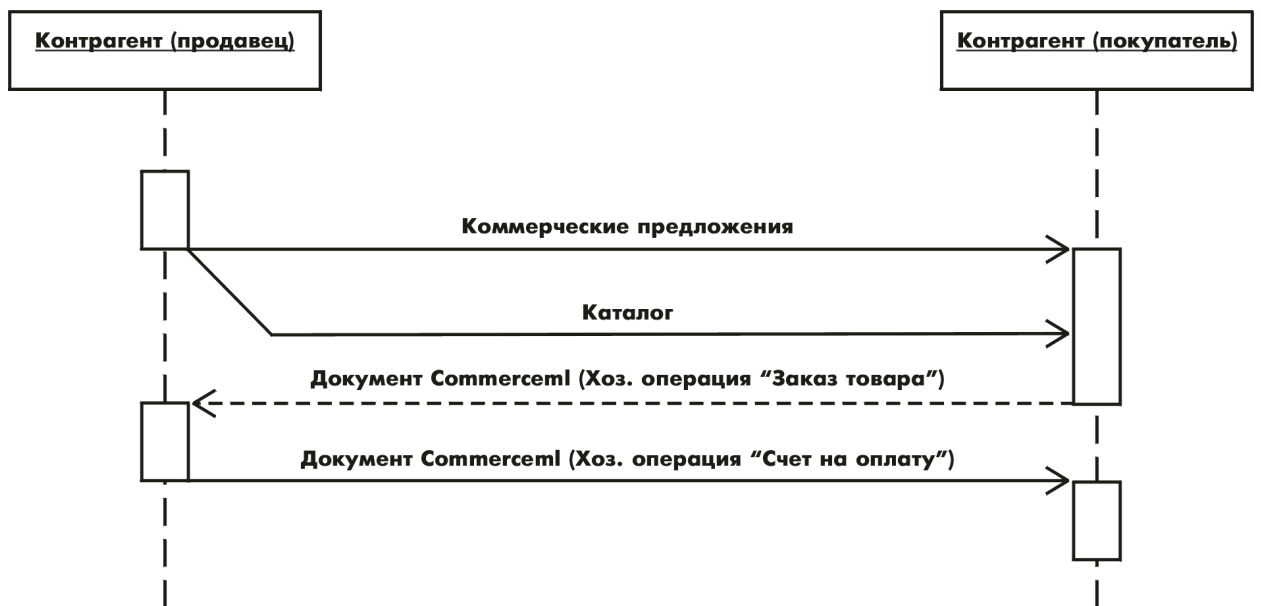 Контрагент (продавец)
Контрагент (покупатель)
Коммерческие предложения
Каталог
Документ Commerceml (Хоз. операция “Заказ товара”)
Документ Commerceml (Хоз. операция “Счет на оплату”)